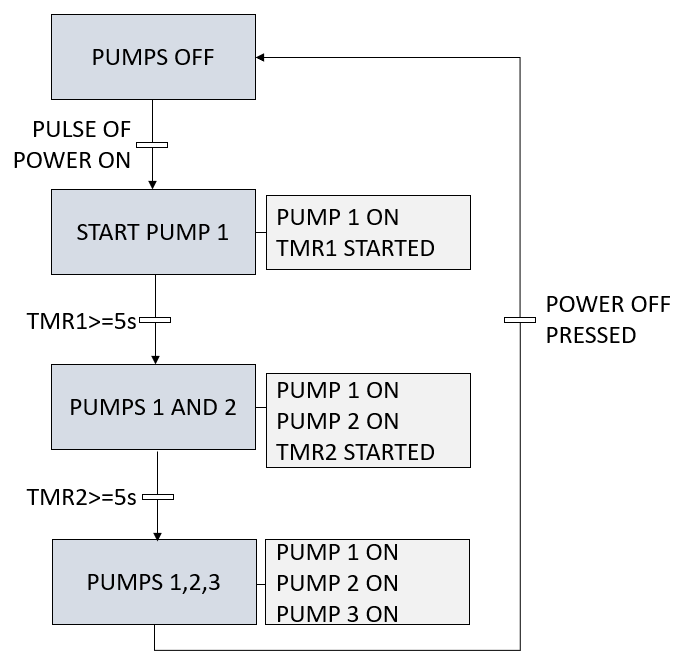 PUMPS OFF
PULSE OF
POWER ON
START PUMP 1
PUMP 1 ON
TMR1 STARTED
POWER OFF
PRESSED
TMR1>=5s
PUMPS 1 AND 2
PUMP 1 ON
PUMP 2 ON
TMR2 STARTED
TMR2>=5s
PUMPS 1,2,3
PUMP 1 ON
PUMP 2 ON
PUMP 3 ON